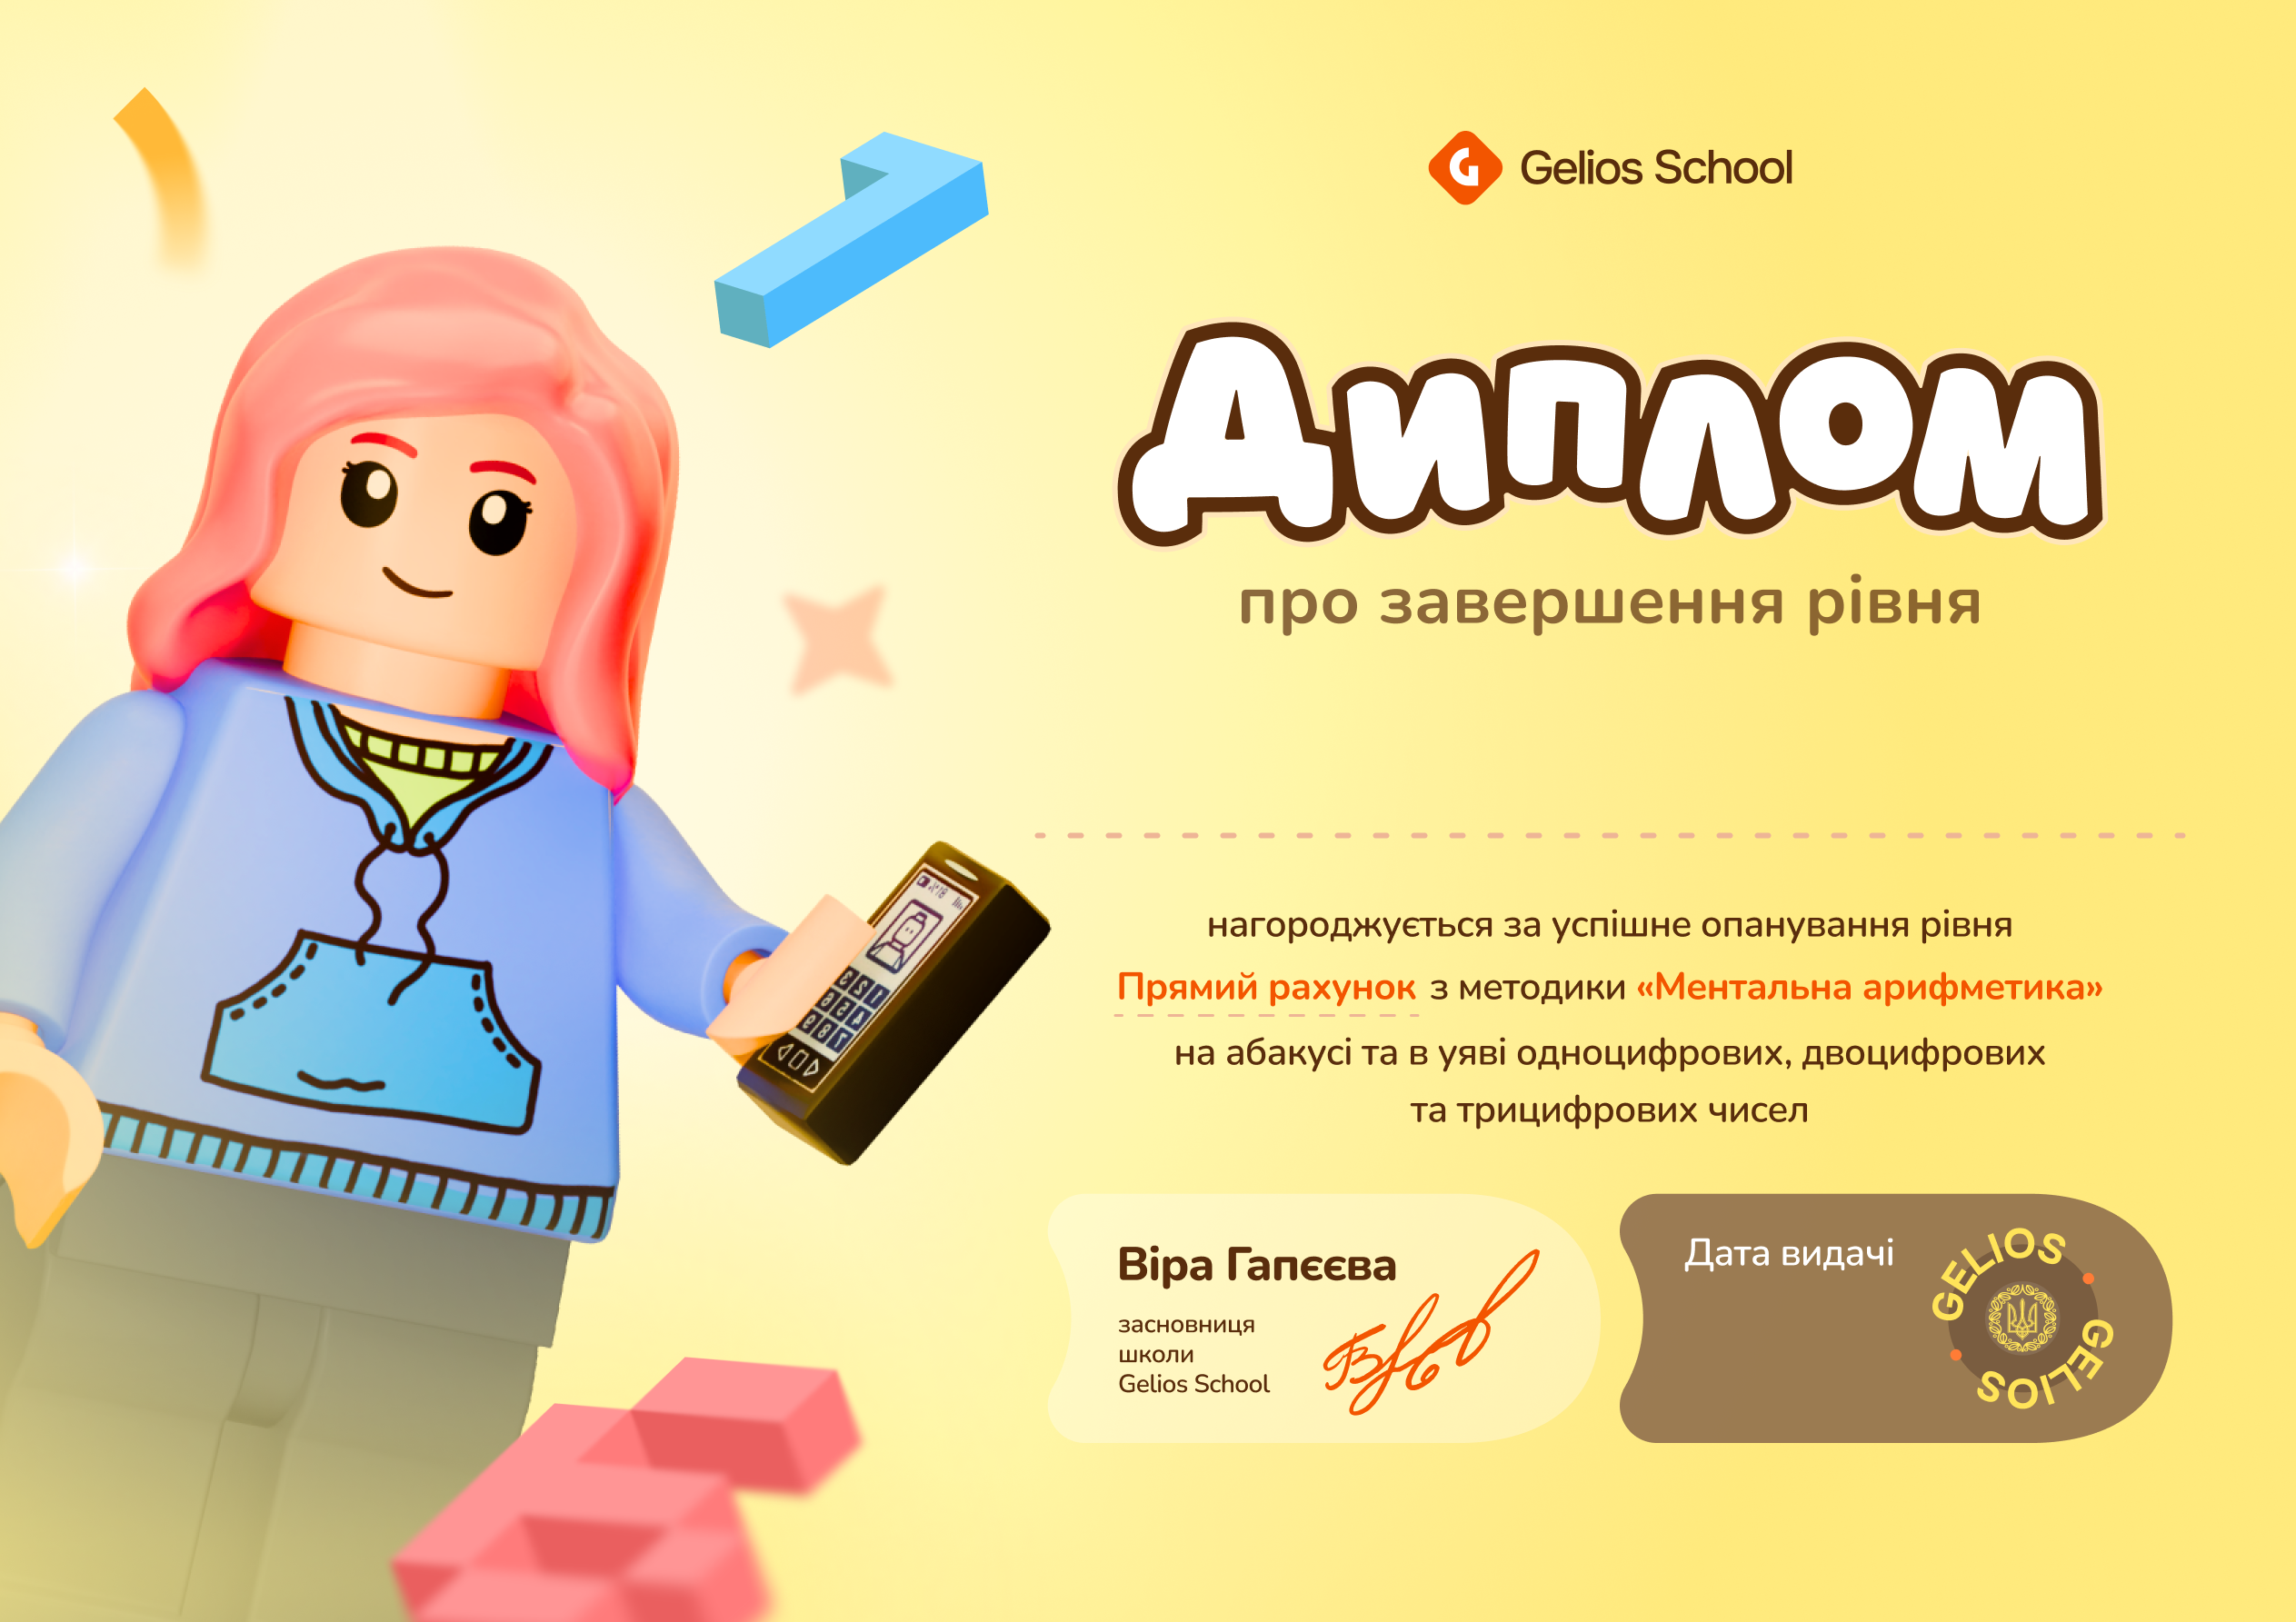 Gelios School
Диплом
про завершення рівня
нагороджується за успішне опанування рівня
Прямий рахунок з методики «Ментальна арифметика»
на абакусі та в уяві одноцифрових, двоцифрових
та трицифрових чисел
Віра Гапєєва
засновниця
школи
Gelios School
Дата видачі
GELIOS
GELIOS